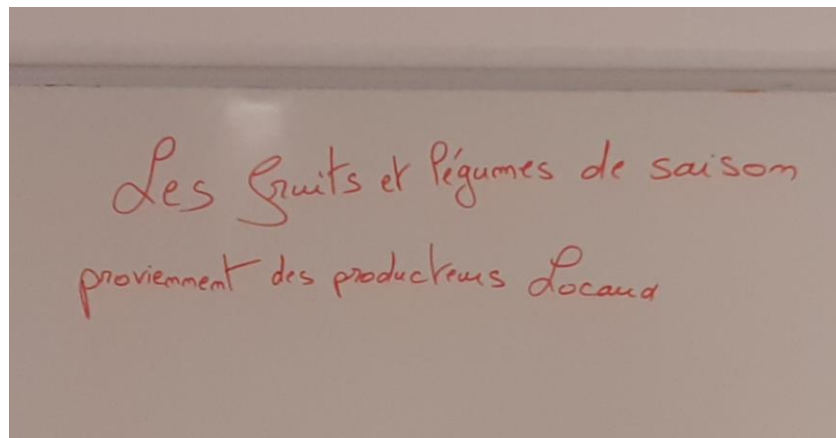 Les fruits et légumes de saison
proviennent des producteurs Locaux